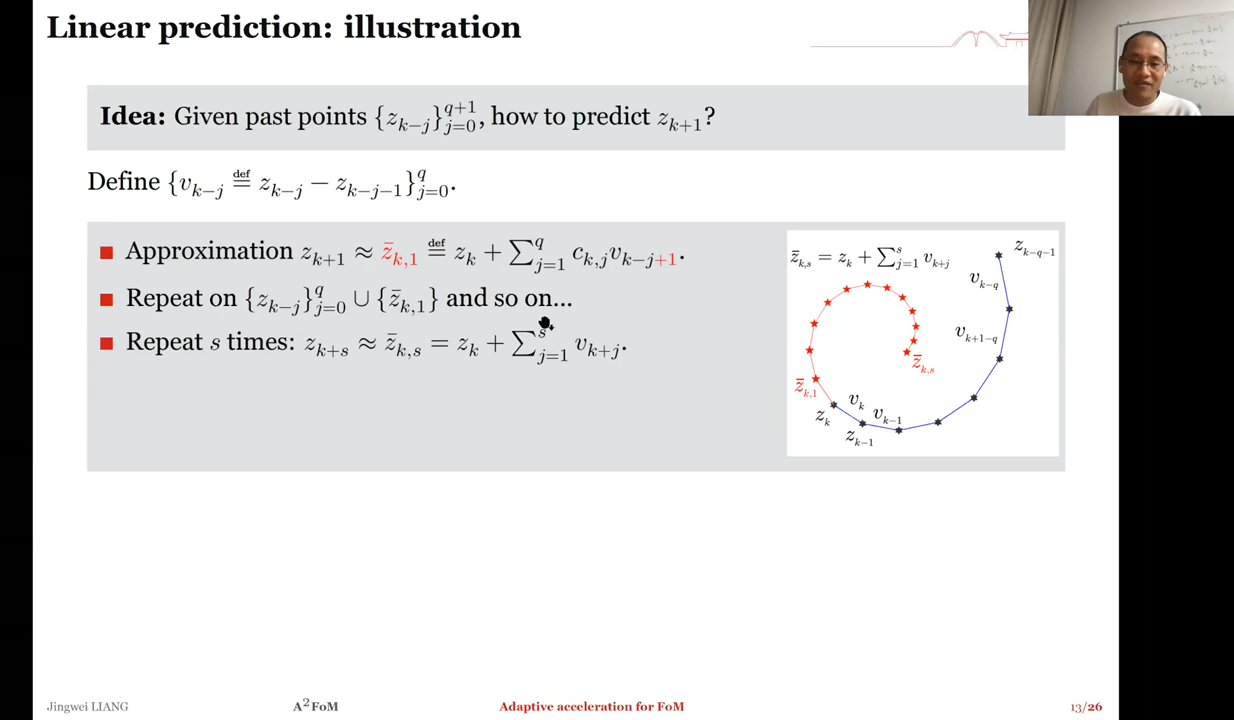 Linear prediction: illustration
Idea: Given past points {z_{k−j}}_{j=0}^{q+1}, how to predict z_{k+1}?
Define {v_{k−j} ≝ z_{k−j} − z_{k−j−1}}_{j=0}^{q}.
■ Approximation z_{k+1} ≈ z̄_{k,1} ≝ z_k + ∑_{j=1}^{q} c_{k,j}v_{k−j+1}.
■ Repeat on {z_{k−j}}_{j=0}^{q} ∪ {z̄_{k,1}} and so on...
■ Repeat s times: z_{k+s} ≈ z̄_{k,s} = z_k + ∑_{j=1}^{s} v_{k+j}.
z̄_{k,s} = z_k + ∑_{j=1}^{s} v_{k+j}
z_{k−q−1}
v_{k−q}
v_{k+1−q}
z̄_{k,s}
z̄_{k,1}
v_k
z_k
v_{k−1}
z_{k−1}
Jingwei LIANG
A²FoM
Adaptive acceleration for FoM
13/26